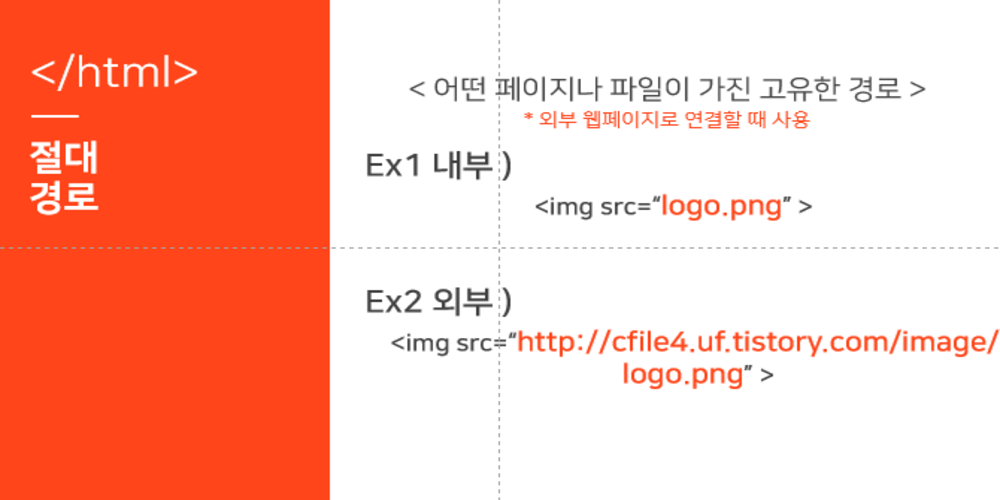 </html>
절대
경로
< 어떤 페이지나 파일이 가진 고유한 경로 >
* 외부 웹페이지로 연결할 때 사용
Ex1 내부 )
<img src=“logo.png” >
Ex2 외부 )
<img src=“http://cfile4.uf.tistory.com/image/
logo.png” >